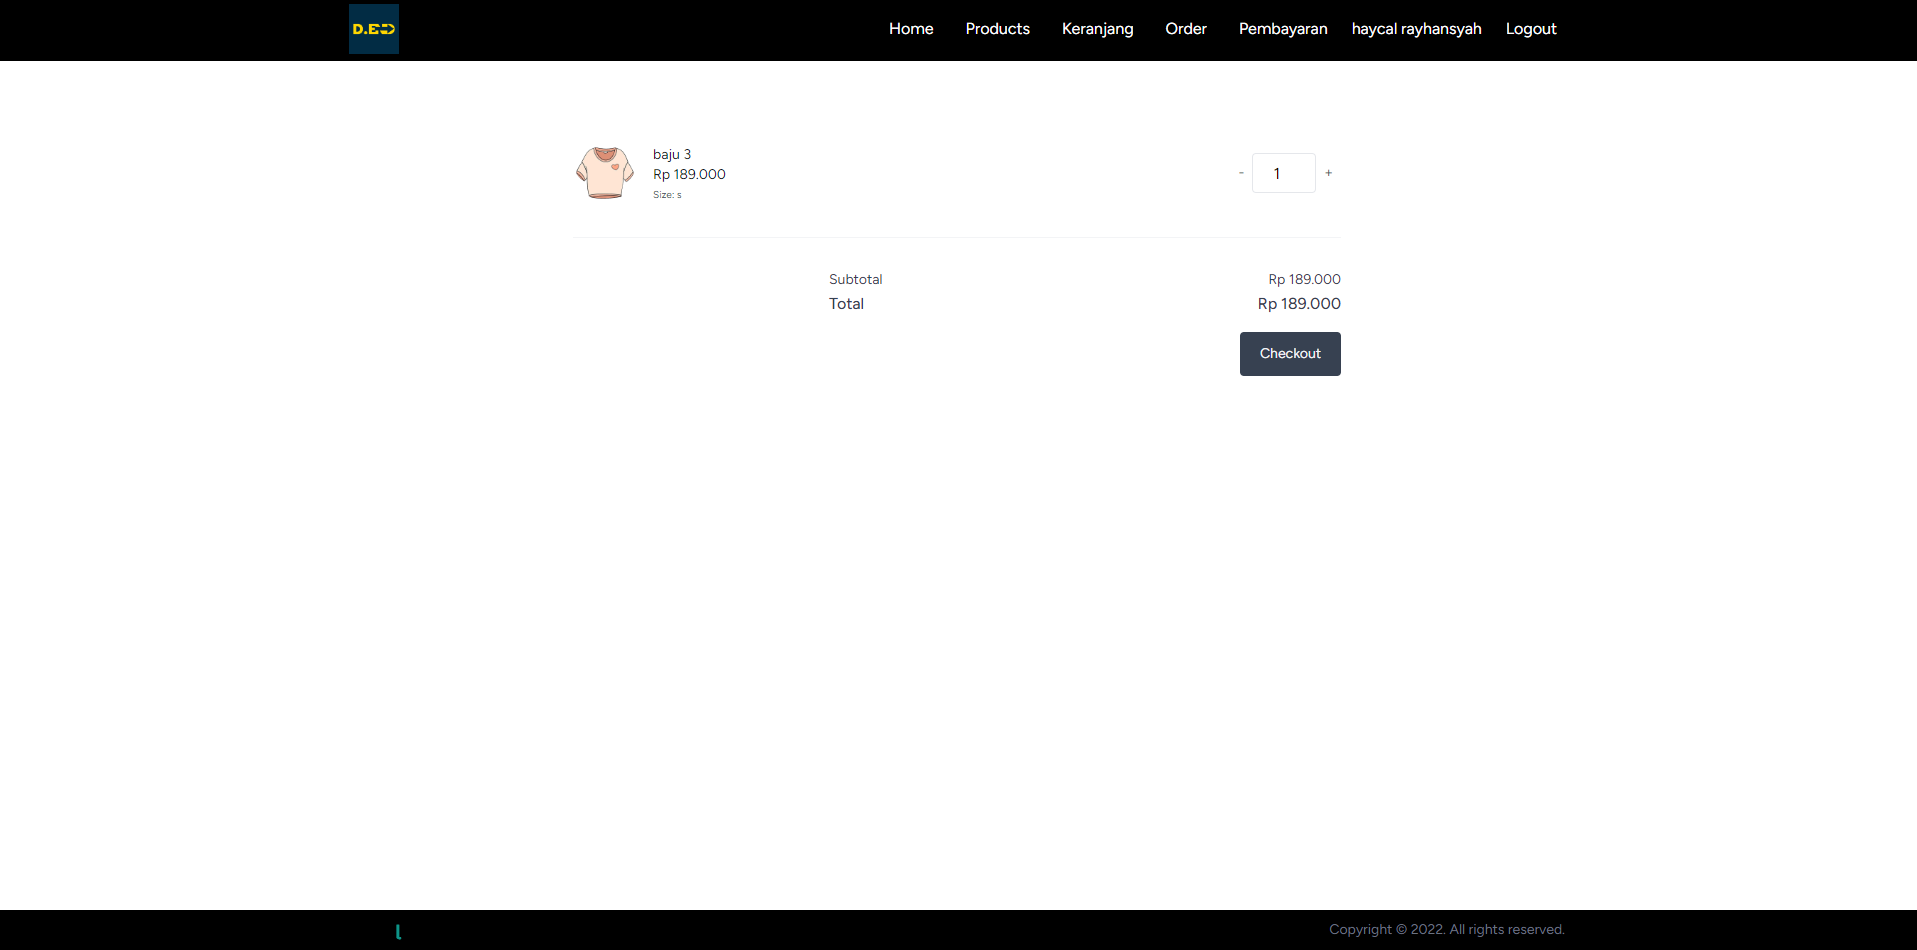 D.ED
Home Products Keranjang Order Pembayaran haycal rayhansyah Logout
baju 3
Rp 189.000
Size: s
- 1 +
Subtotal Rp 189.000
Total Rp 189.000
Checkout
l Copyright © 2022. All rights reserved.